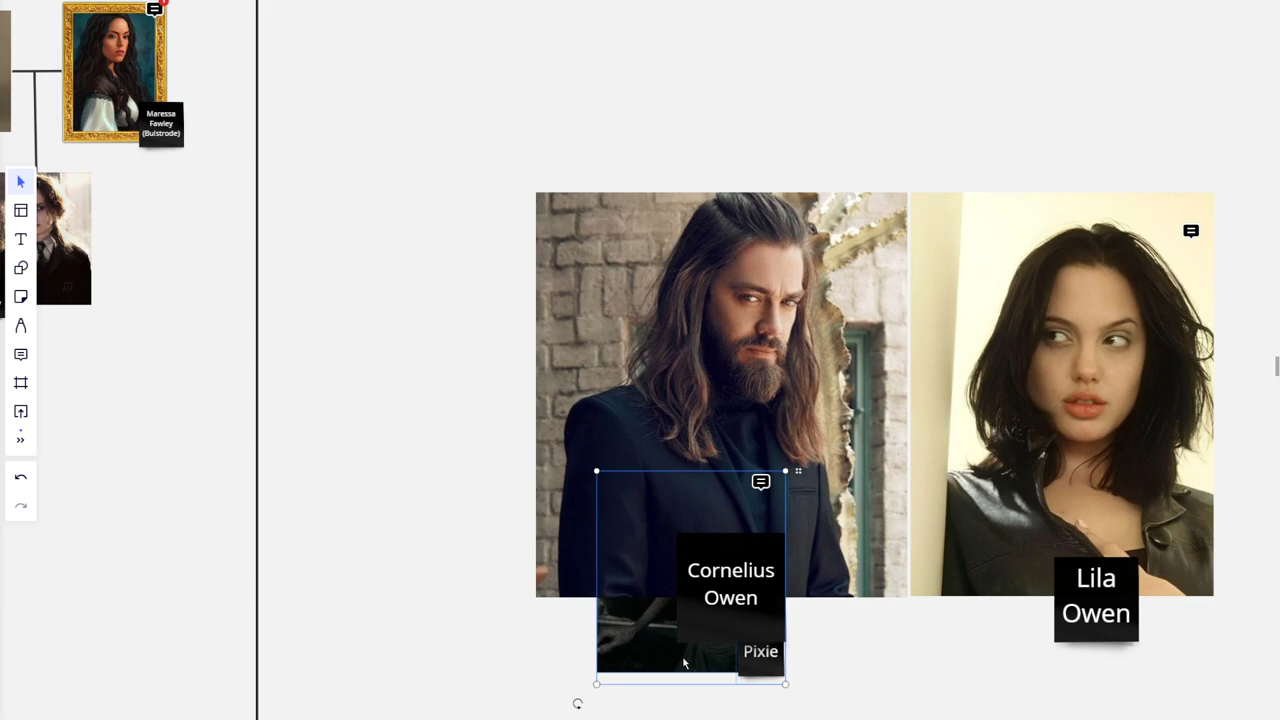 Maressa
Fawley
(Bulstrode)
Cornelius
Owen
Pixie
Lila
Owen